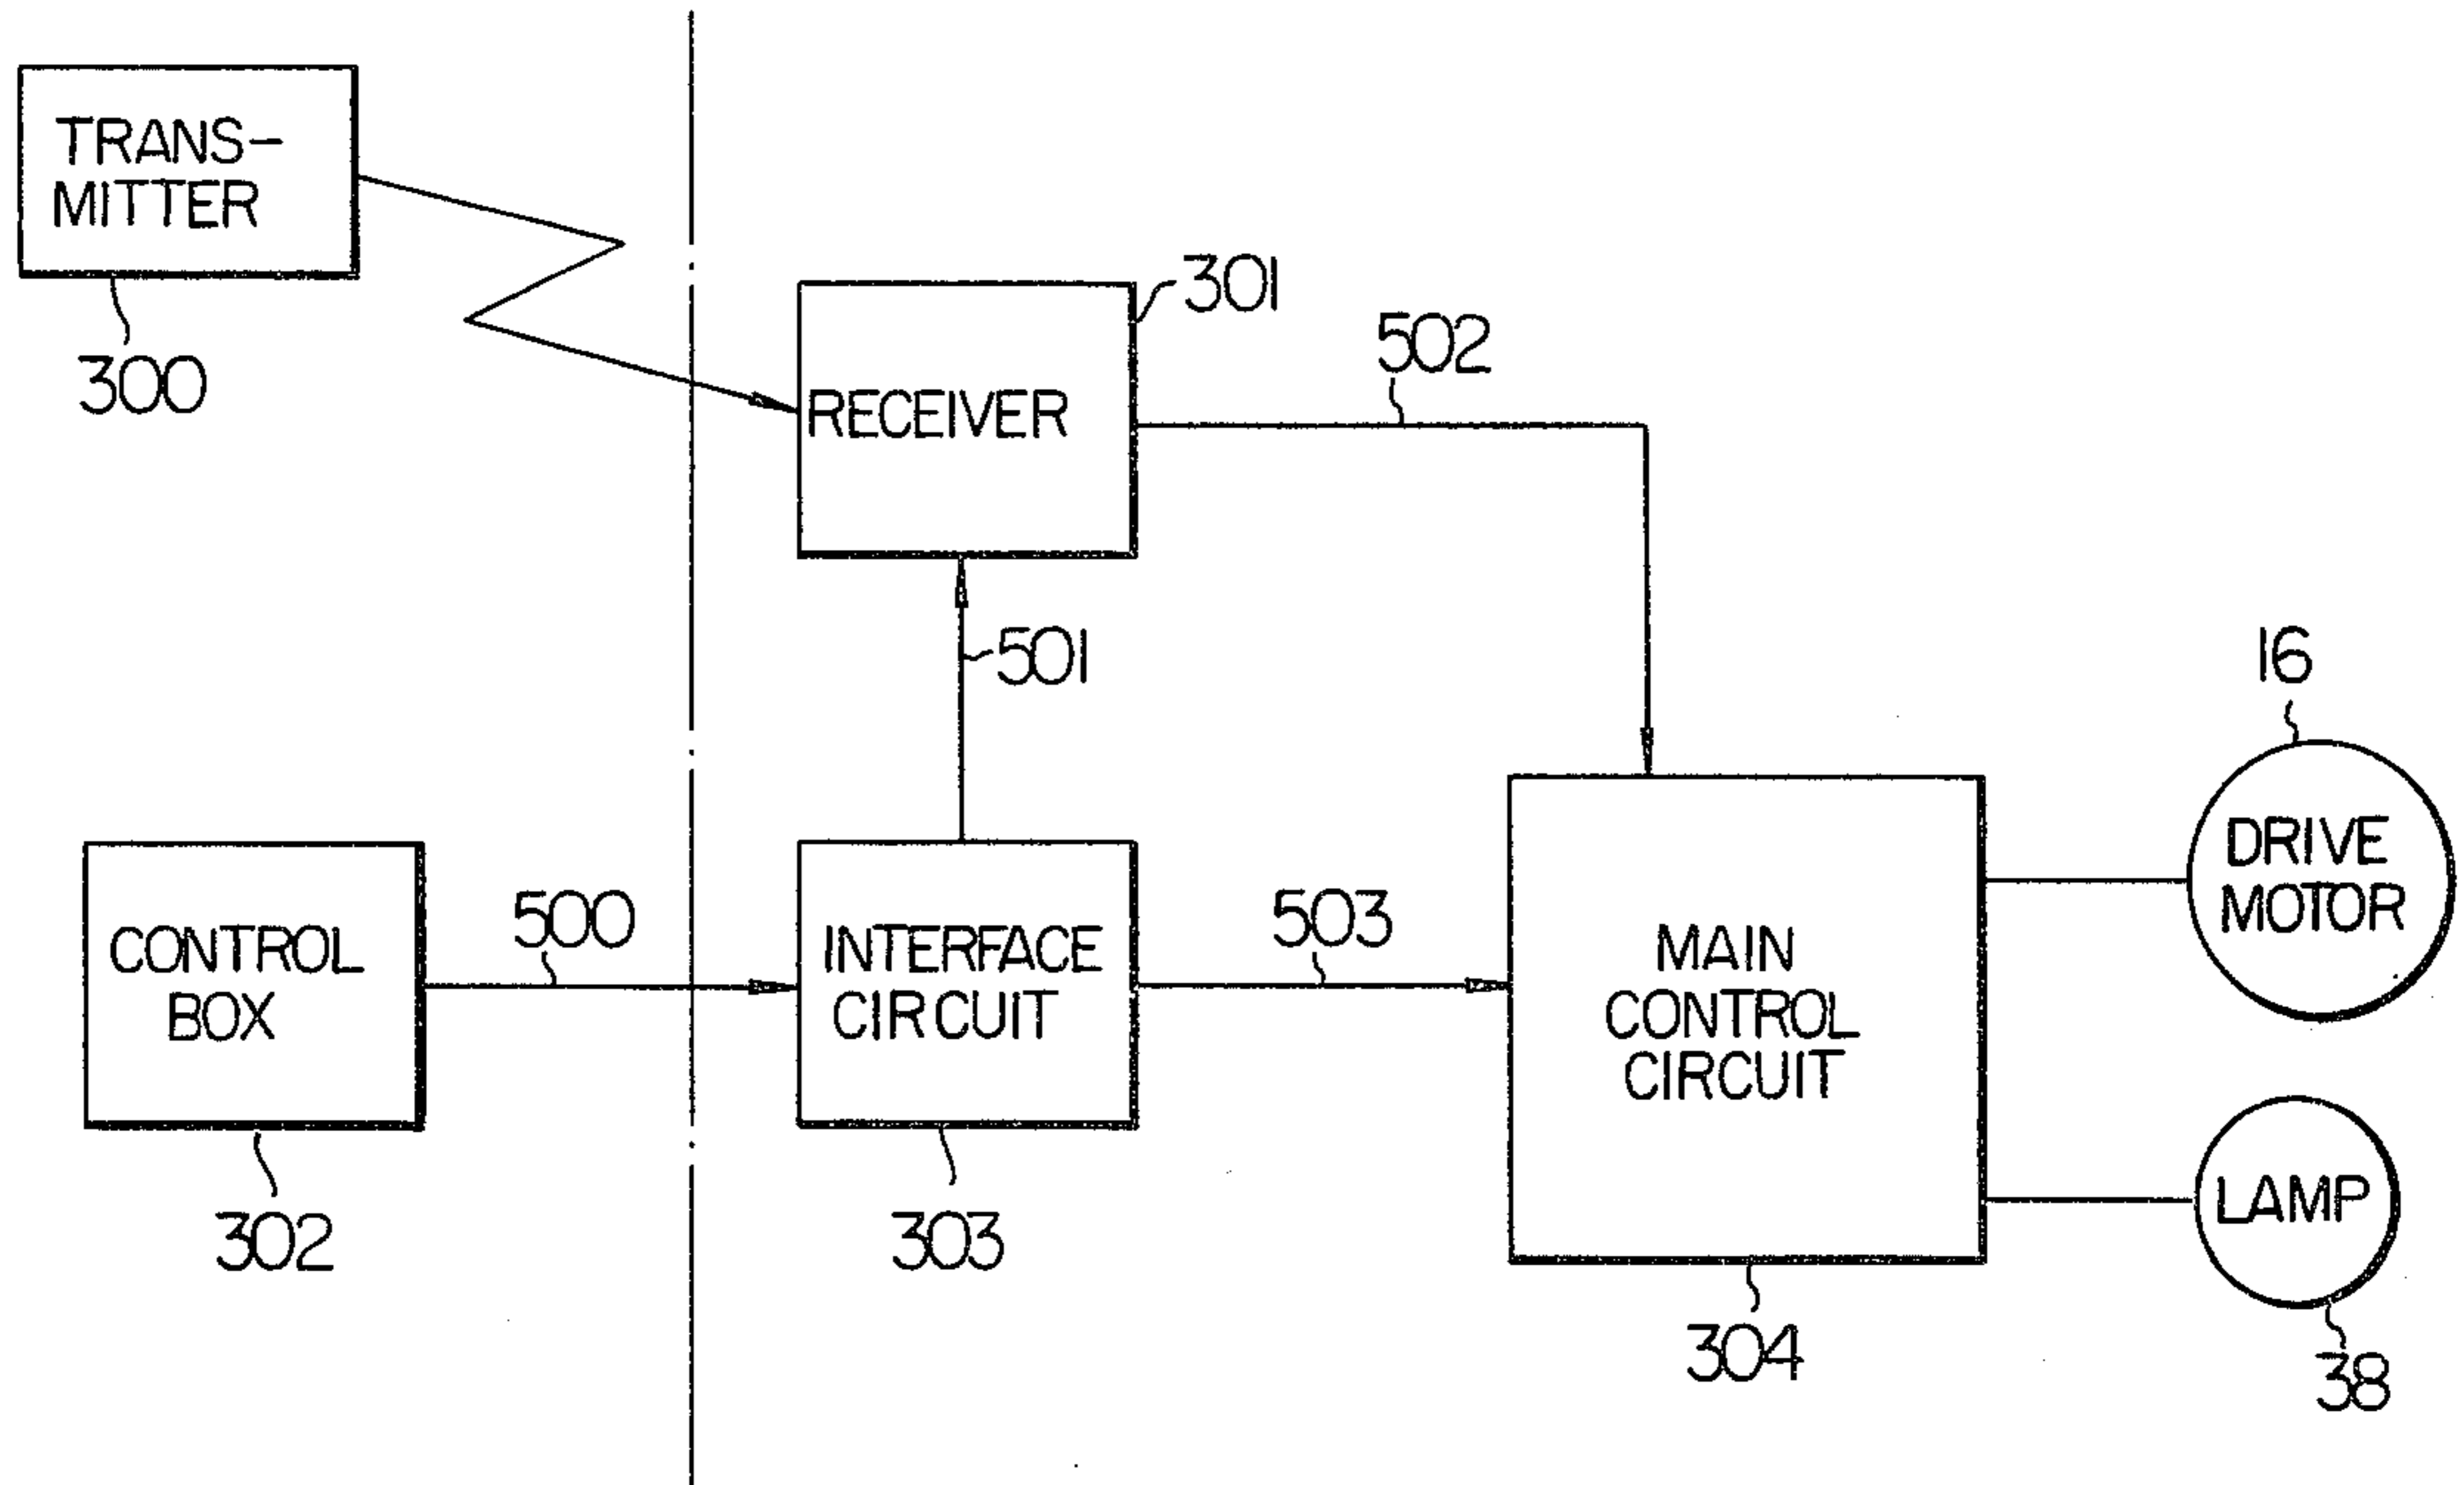 TRANS-
MITTER
300
RECEIVER
301
502
501
16
DRIVE
MOTOR
CONTROL
BOX
302
500
INTERFACE
CIRCUIT
303
503
MAIN
CONTROL
CIRCUIT
304
LAMP
38